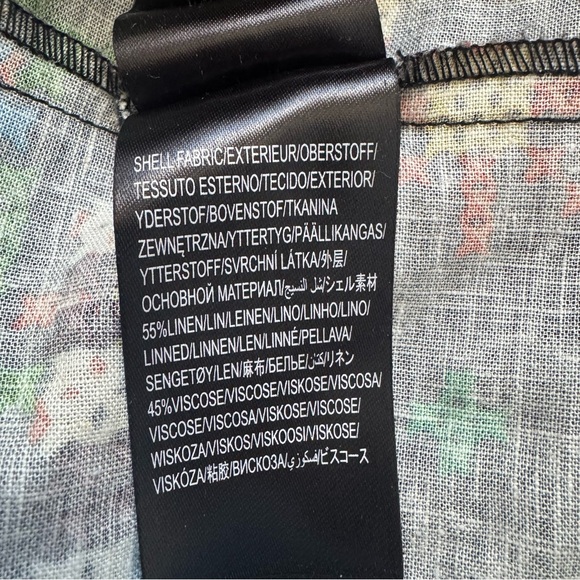 SHELL FABRIC/EXTERIEUR/OBERSTOFF/
TESSUTO ESTERNO/TECIDO/EXTERIOR/
YDERSTOF/BOVENSTOF/TKANINA
ZEWNĘTRZNA/YTTERTYG/PÄÄLLIKANGAS/
YTTERSTOFF/SVRCHNÍ LÁTKA/外层/
ОСНОВНОЙ МАТЕРИАЛ/شل النسيج/シェル素材
55%LINEN/LIN/LEINEN/LINO/LINHO/LINO/
LINNED/LINNEN/LEN/LINNÉ/PELLAVA/
SENGETØY/LEN/麻布/БЕЛЬЕ/كتان/リネン
45%VISCOSE/VISCOSE/VISKOSE/VISCOSA/
VISCOSE/VISCOSA/VISKOSE/VISCOSE/
WISKOZA/VISKOS/VISKOOSI/VISKOSE/
VISKÓZA/粘胶/ВИСКОЗА/فسكوزي/ビスコース